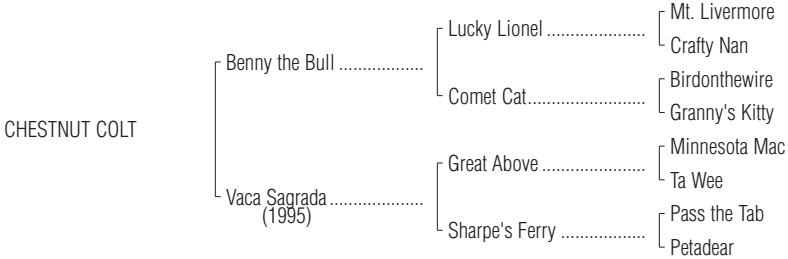 Mt. Livermore
Lucky Lionel ......................
Crafty Nan
Benny the Bull ..................
Birdonthewire
Comet Cat.........................
Granny's Kitty
CHESTNUT COLT
Minnesota Mac
Great Above ......................
Ta Wee
Vaca Sagrada ....................
(1995)
Pass the Tab
Sharpe's Ferry ..................
Petadear